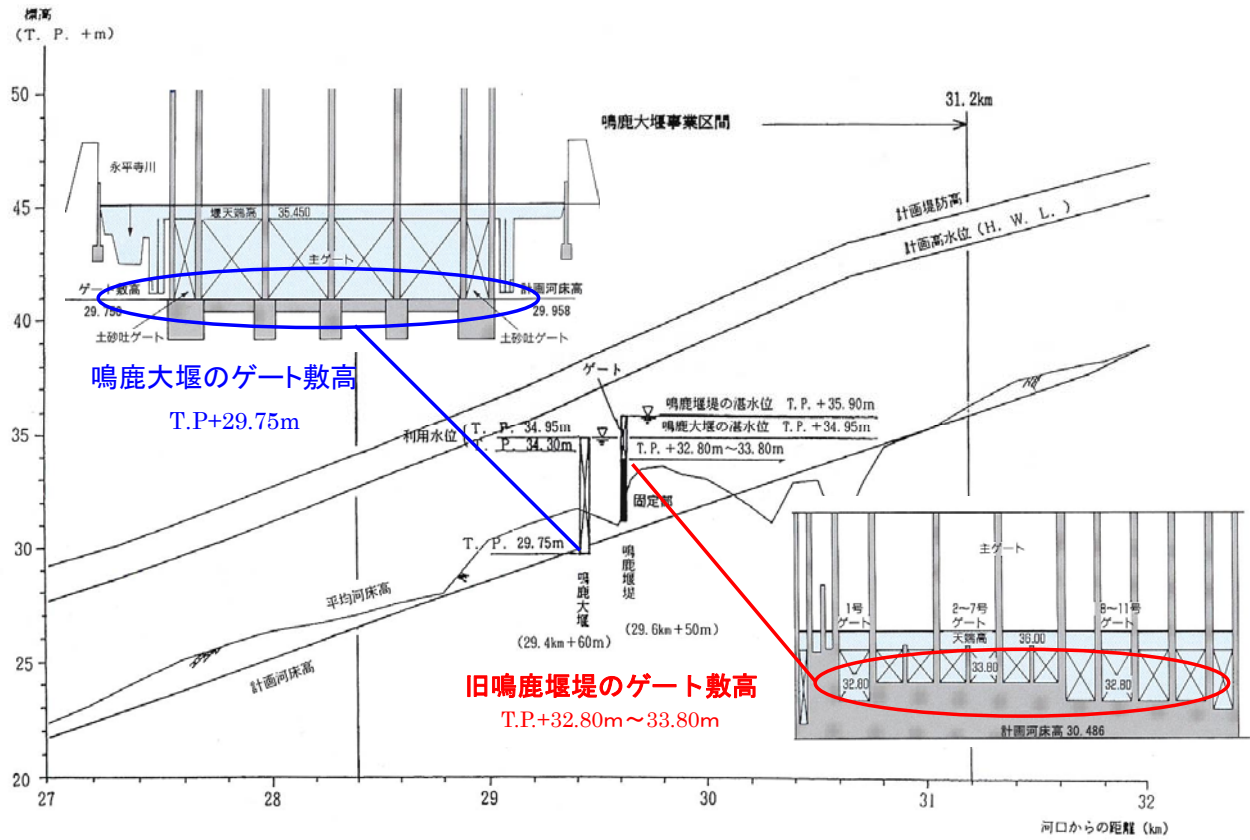 標高
(T. P. +m)
50
45
40
35
30
25
20
27
28
29
30
31
32
河口からの距離 (km)
31.2km
鳴鹿大堰事業区間
計画堤防高
計画高水位 (H. W. L.)
永平寺川
堰天端高 35.450
主ゲート
ゲート敷高
29.750
計画河床高
29.958
土砂吐ゲート
土砂吐ゲート
鳴鹿大堰のゲート敷高
T.P+29.75m
ゲート
鳴鹿堰堤の湛水位 T.P.+35.90m
鳴鹿大堰の湛水位 T.P.+34.95m
T.P.+32.80m~33.80m
利用水位
T. P. 34.95m
T. P. 34.30m
固定部
T. P. 29.75m
鳴鹿大堰
(29.4km+60m)
鳴鹿堰堤
(29.6km+50m)
平均河床高
計画河床高
旧鳴鹿堰堤のゲート敷高
T.P.+32.80m~33.80m
主ゲート
1号
ゲート
2~7号
ゲート
8~11号
ゲート
天端高 36.00
32.80
33.80
32.80
計画河床高 30.486